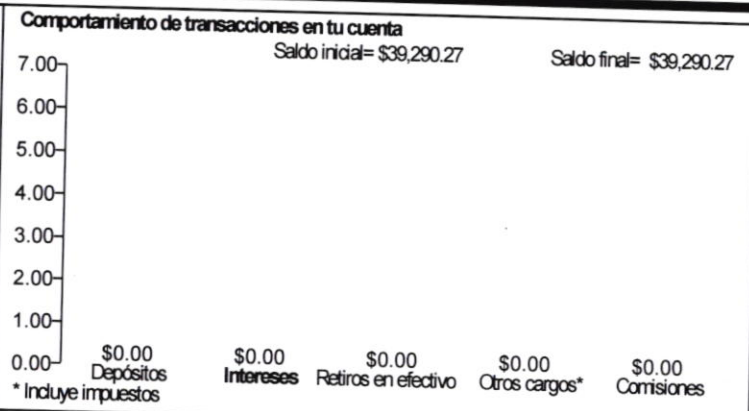 Comportamiento de transacciones en tu cuenta
Saldo inicial= $39,290.27 Saldo final= $39,290.27
7.00
6.00
5.00
4.00
3.00
2.00
1.00
0.00
$0.00 $0.00 $0.00 $0.00 $0.00
Depósitos Intereses Retiros en efectivo Otros cargos* Comisiones
* Incluye impuestos